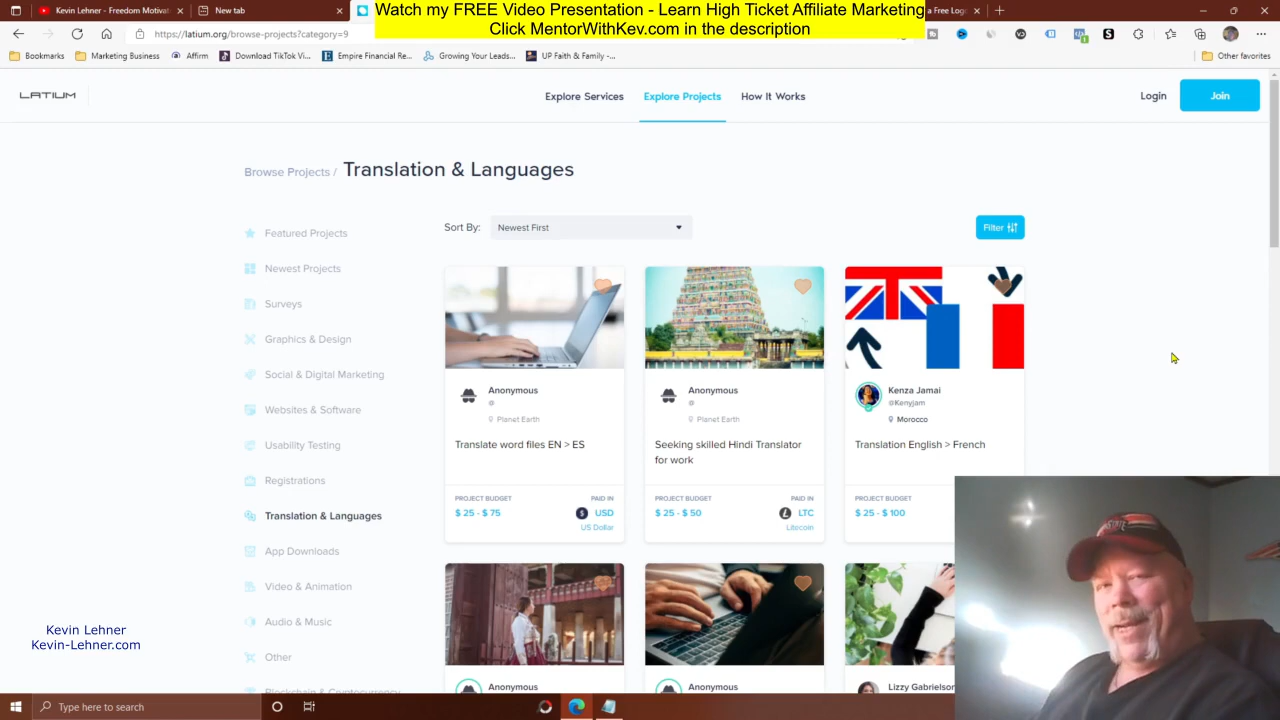 Kevin Lehner - Freedom Motivat
New tab
a Free Logo
Watch my FREE Video Presentation - Learn High Ticket Affiliate Marketing
Click MentorWithKev.com in the description
https://latium.org/browse-projects?category=9
Bookmarks
Marketing Business
Affirm
Download TikTok Vi...
Empire Financial Re...
Growing Your Leads...
UP Faith & Family -...
Other favorites
LATIUM
Explore Services
Explore Projects
How It Works
Login
Join
Browse Projects / Translation & Languages
Sort By:
Newest First
Filter
Featured Projects
Newest Projects
Surveys
Graphics & Design
Social & Digital Marketing
Websites & Software
Usability Testing
Registrations
Translation & Languages
App Downloads
Video & Animation
Audio & Music
Other
Blockchain & Cryptocurrency
Anonymous
@
Planet Earth
Translate word files EN > ES
PROJECT BUDGET
PAID IN
$ 25 - $ 75
USD
US Dollar
Anonymous
@
Planet Earth
Seeking skilled Hindi Translator
for work
PROJECT BUDGET
PAID IN
$ 25 - $ 50
LTC
Litecoin
Kenza Jamai
@Kenyjam
Morocco
Translation English > French
PROJECT BUDGET
$ 25 - $ 100
Anonymous
Anonymous
Lizzy Gabrielson
Kevin Lehner
Kevin-Lehner.com
Type here to search